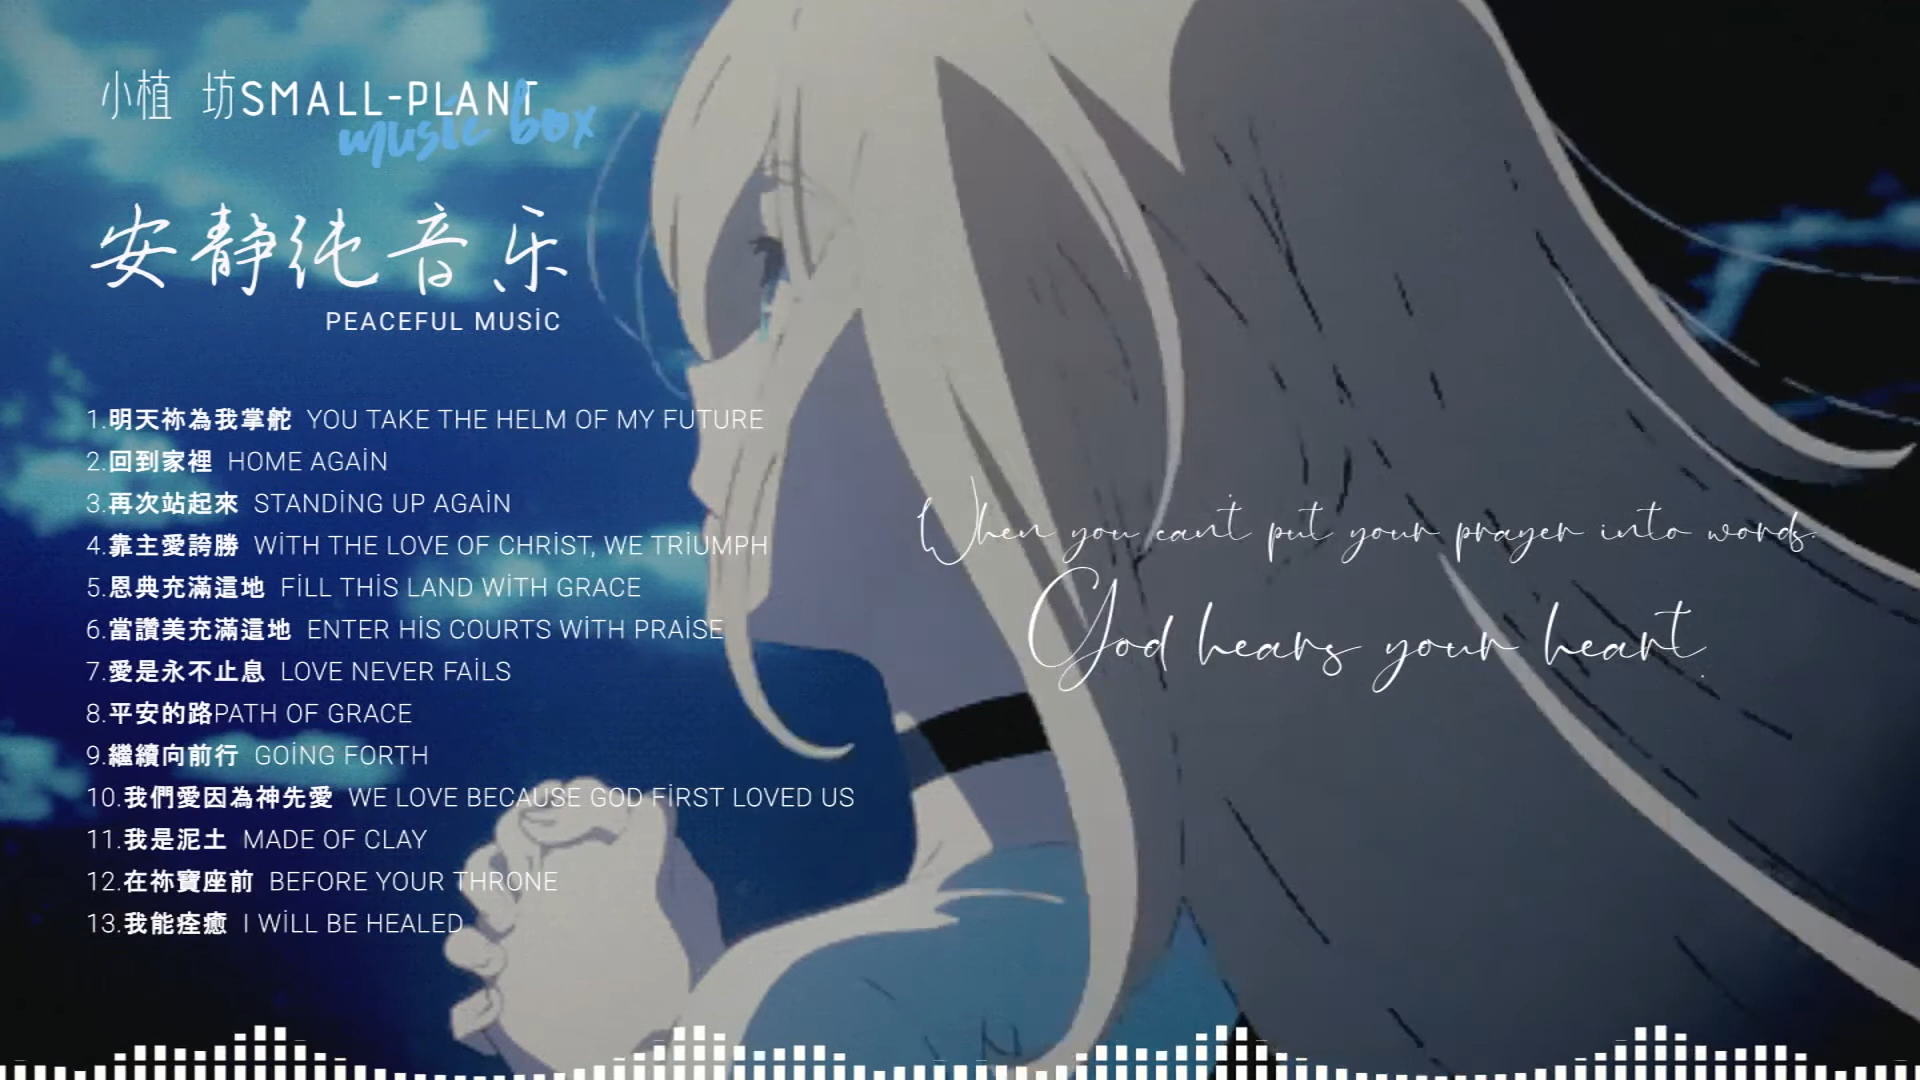 小植 坊SMALL-PLANT
music box
安静纯音乐
PEACEFUL MUSİC
1.明天祢為我掌舵 YOU TAKE THE HELM OF MY FUTURE
2.回到家裡 HOME AGAİN
3.再次站起來 STANDİNG UP AGAİN
4.靠主愛誇勝 WİTH THE LOVE OF CHRİST, WE TRİUMPH
5.恩典充滿這地 FİLL THİS LAND WİTH GRACE
6.當讚美充滿這地 ENTER HİS COURTS WİTH PRAİSE
7.愛是永不止息 LOVE NEVER FAİLS
8.平安的路PATH OF GRACE
9.繼續向前行 GOİNG FORTH
10.我們愛因為神先愛 WE LOVE BECAUSE GOD FİRST LOVED US
11.我是泥土 MADE OF CLAY
12.在祢寶座前 BEFORE YOUR THRONE
13.我能痊癒 I WİLL BE HEALED
When you can't put your prayer into words.
God hears your heart.